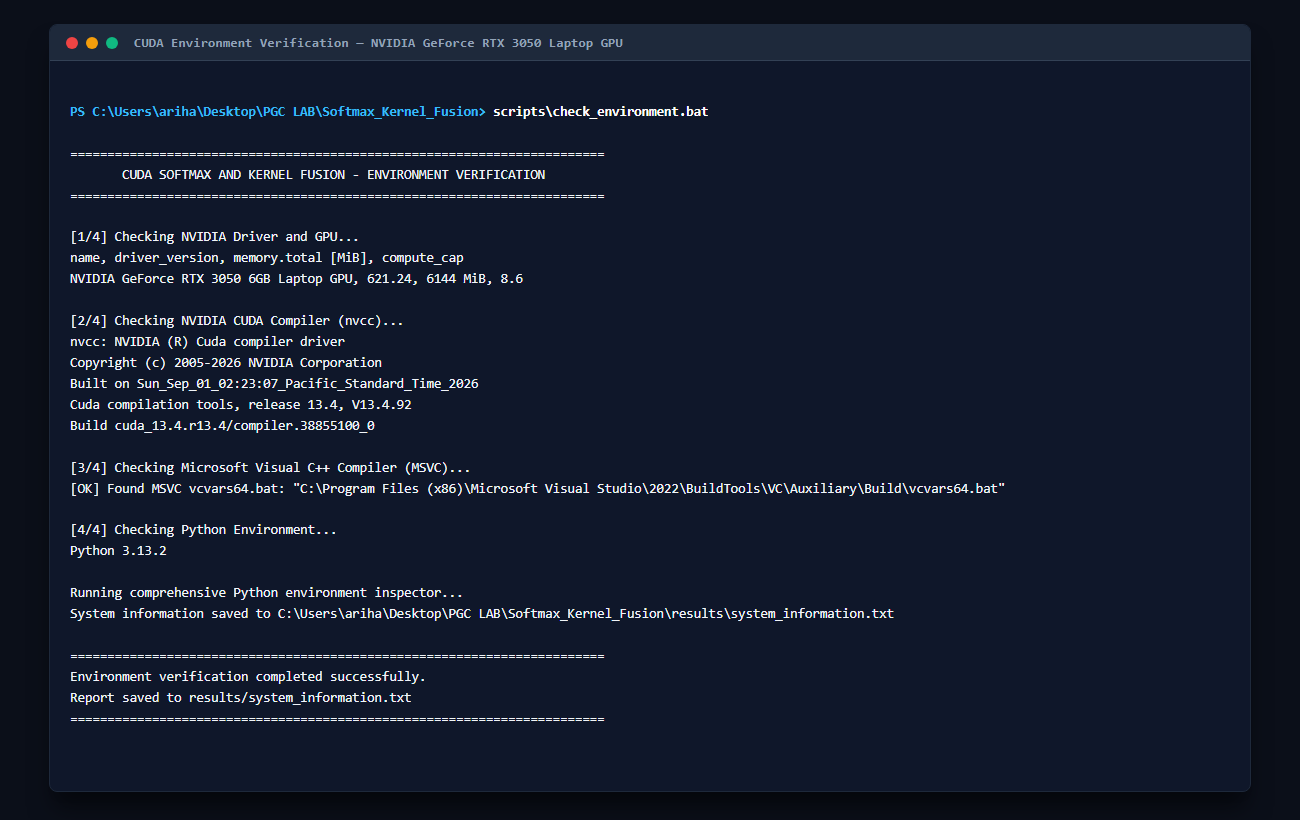 CUDA Environment Verification — NVIDIA GeForce RTX 3050 Laptop GPU
PS C:\Users\ariha\Desktop\PGC LAB\Softmax_Kernel_Fusion> scripts\check_environment.bat
========================================================================
CUDA SOFTMAX AND KERNEL FUSION - ENVIRONMENT VERIFICATION
========================================================================
[1/4] Checking NVIDIA Driver and GPU...
name, driver_version, memory.total [MiB], compute_cap
NVIDIA GeForce RTX 3050 6GB Laptop GPU, 621.24, 6144 MiB, 8.6
[2/4] Checking NVIDIA CUDA Compiler (nvcc)...
nvcc: NVIDIA (R) Cuda compiler driver
Copyright (c) 2005-2026 NVIDIA Corporation
Built on Sun_Sep_01_02:23:07_Pacific_Standard_Time_2026
Cuda compilation tools, release 13.4, V13.4.92
Build cuda_13.4.r13.4/compiler.38855100_0
[3/4] Checking Microsoft Visual C++ Compiler (MSVC)...
[OK] Found MSVC vcvars64.bat: "C:\Program Files (x86)\Microsoft Visual Studio\2022\BuildTools\VC\Auxiliary\Build\vcvars64.bat"
[4/4] Checking Python Environment...
Python 3.13.2
Running comprehensive Python environment inspector...
System information saved to C:\Users\ariha\Desktop\PGC LAB\Softmax_Kernel_Fusion\results\system_information.txt
========================================================================
Environment verification completed successfully.
Report saved to results/system_information.txt
========================================================================